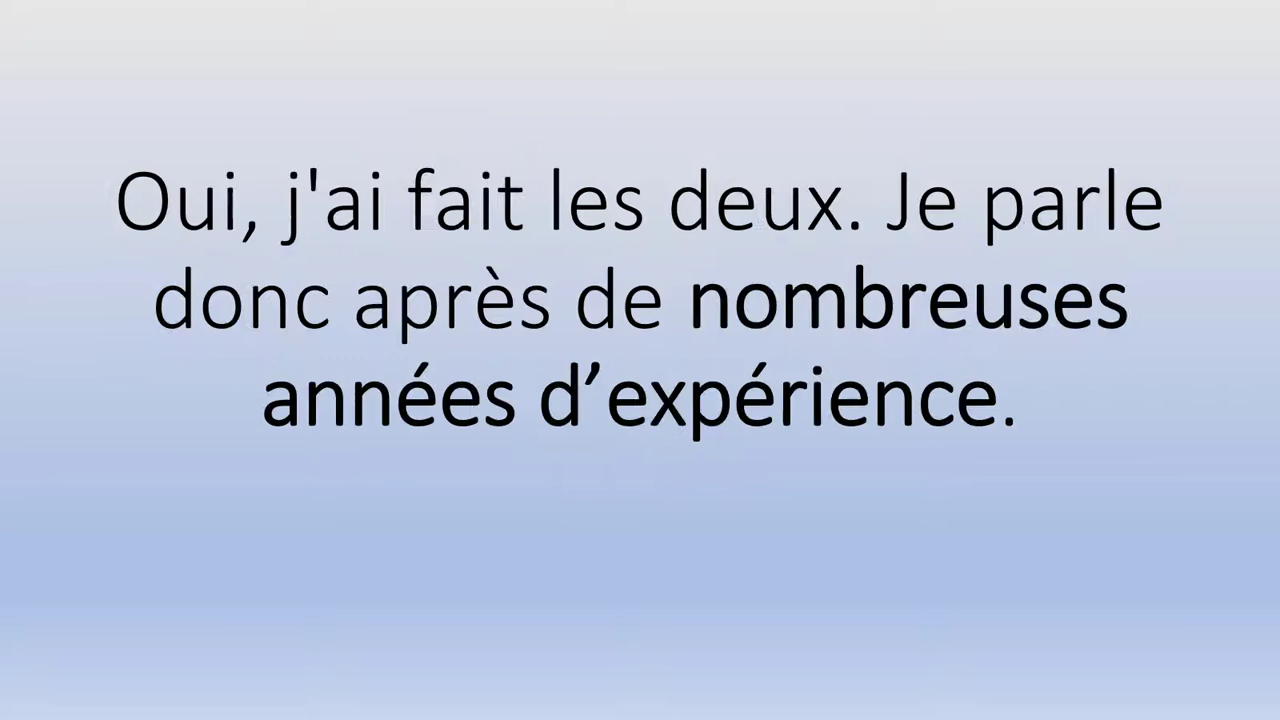 Oui, j'ai fait les deux. Je parle
donc après de nombreuses
années d’expérience.